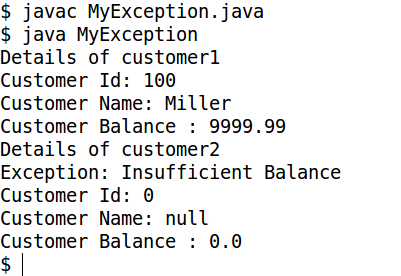 $ javac MyException.java
$ java MyException
Details of customer1
Customer Id: 100
Customer Name: Miller
Customer Balance : 9999.99
Details of customer2
Exception: Insufficient Balance
Customer Id: 0
Customer Name: null
Customer Balance : 0.0
$